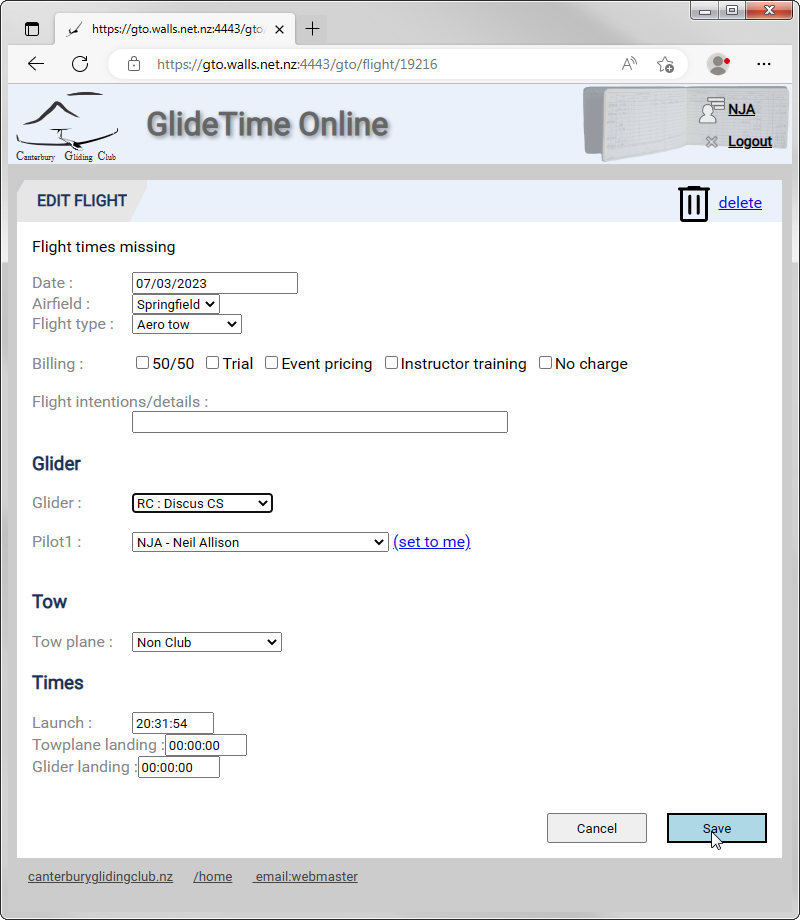 https://gto.walls.net.nz:4443/gto/
https://gto.walls.net.nz:4443/gto/flight/19216
Canterbury Gliding Club
GlideTime Online
NJA
Logout
EDIT FLIGHT
delete
Flight times missing
Date : 07/03/2023
Airfield : Springfield
Flight type : Aero tow
Billing : 50/50 Trial Event pricing Instructor training No charge
Flight intentions/details :
Glider
Glider : RC : Discus CS
Pilot1 : NJA - Neil Allison (set to me)
Tow
Tow plane : Non Club
Times
Launch : 20:31:54
Towplane landing : 00:00:00
Glider landing : 00:00:00
Cancel Save
canterburyglidingclub.nz /home email:webmaster